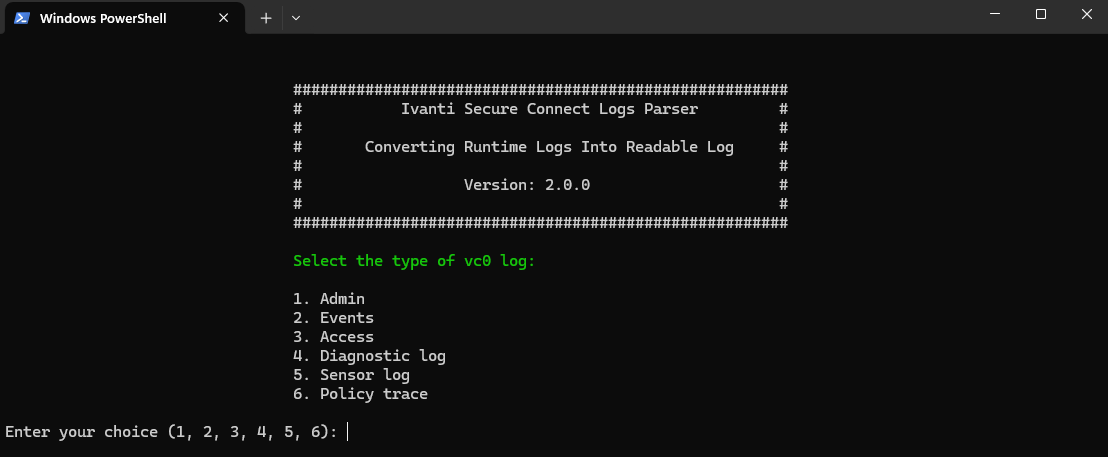 Windows PowerShell
#######################################################
# Ivanti Secure Connect Logs Parser #
# #
# Converting Runtime Logs Into Readable Log #
# #
# Version: 2.0.0 #
# #
#######################################################
Select the type of vc0 log:
1. Admin
2. Events
3. Access
4. Diagnostic log
5. Sensor log
6. Policy trace
Enter your choice (1, 2, 3, 4, 5, 6):